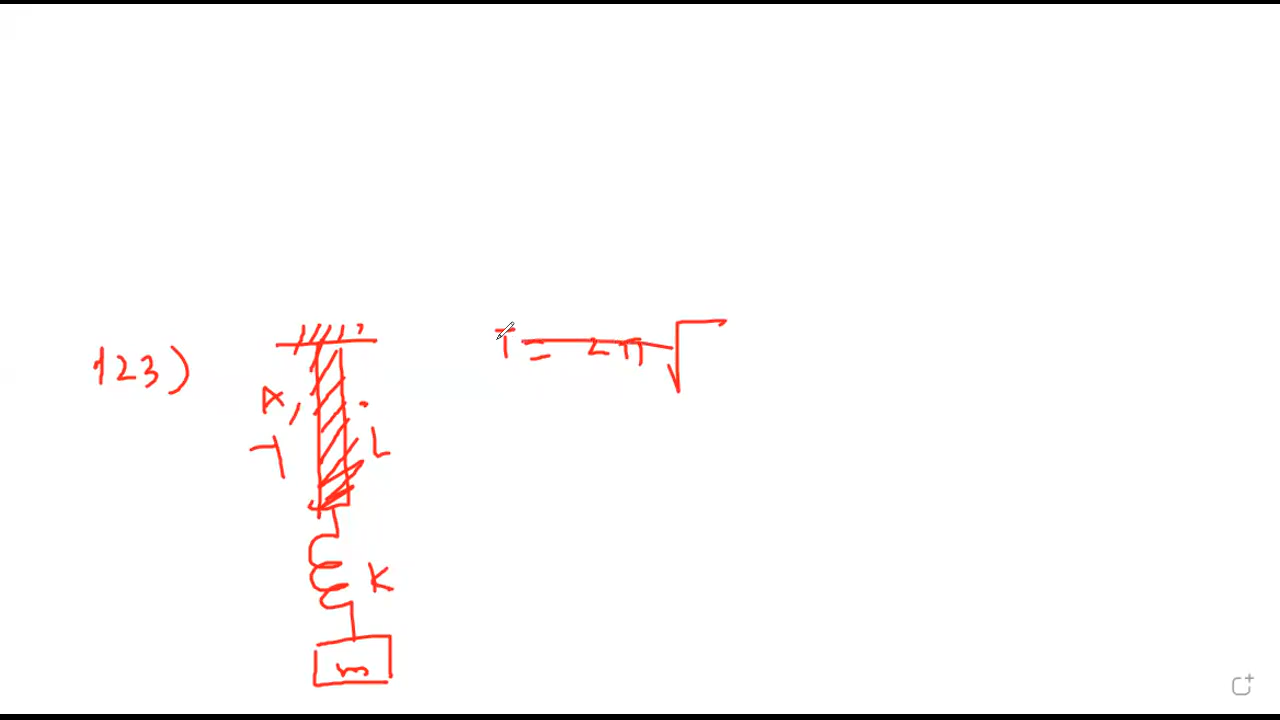 123)
T = 2π√
A,
Y
L
K
m